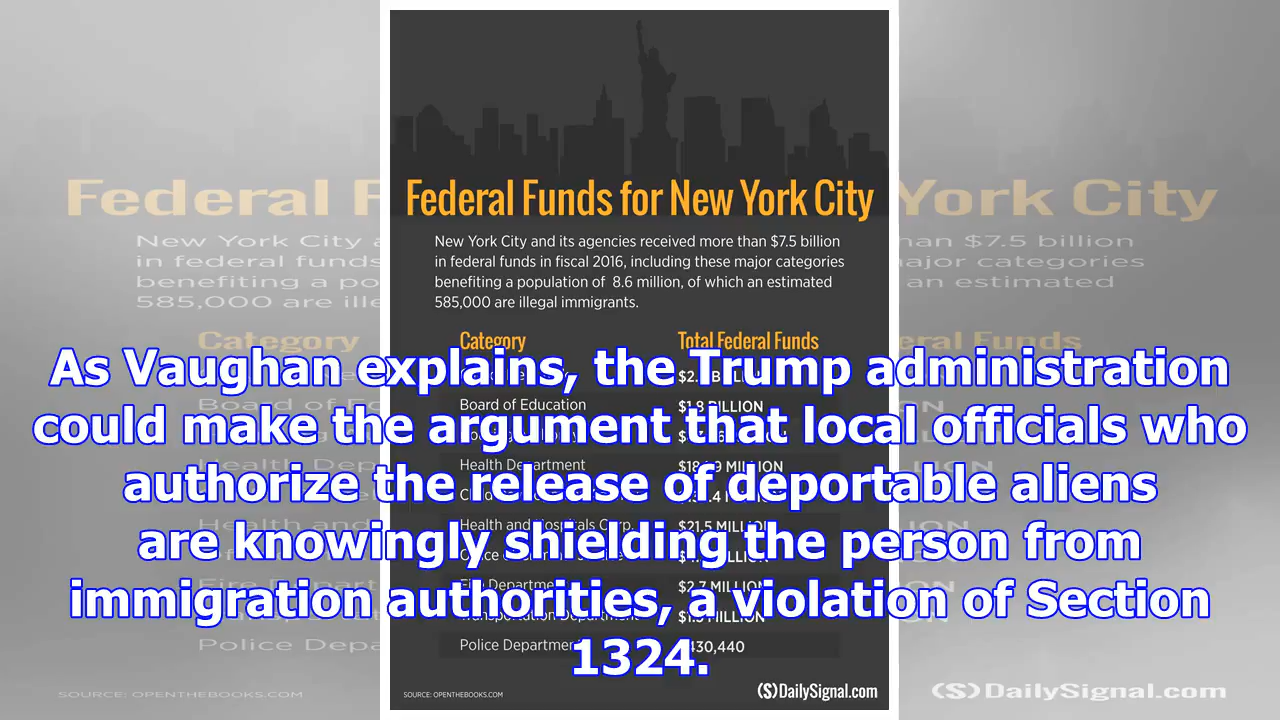 Federal Funds for New York City
New York City and its agencies received more than $7.5 billion
in federal funds in fiscal 2016, including these major categories
benefiting a population of 8.6 million, of which an estimated
585,000 are illegal immigrants.
Category Total Federal Funds
As Vaughan explains, the Trump administration
Board of Education $1.8 BILLION
could make the argument that local officials who
Health Department MILLION
authorize the release of deportable aliens
Health and Hospitals Corp. $21.5 MILLION
are knowingly shielding the person from
Fire Department $2.7 MILLION
immigration authorities, a violation of Section
Transportation Department MILLION
Police Department
1324.
SOURCE: OPENTHEBOOKS.COM
DailySignal.com